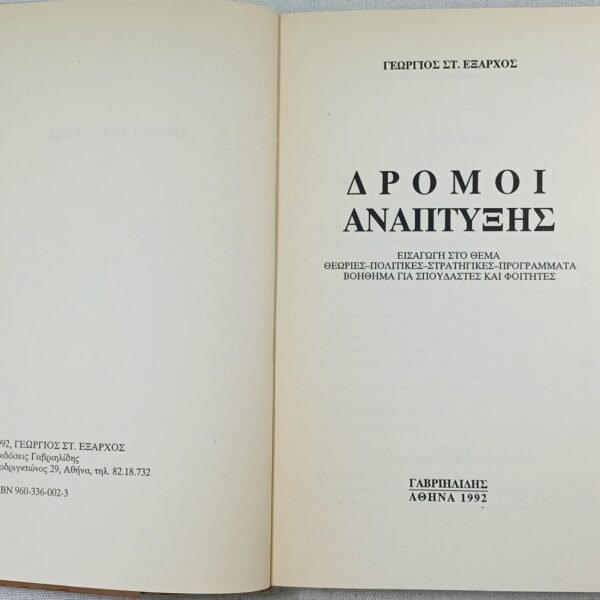 992, ΓΕΩΡΓΙΟΣ ΣΤ. ΕΞΑΡΧΟΣ
κδόσεις Γαβριηλίδης
οδριγκτώνος 29, Αθήνα, τηλ. 82.18.732
BN 960-336-002-3
ΓΕΩΡΓΙΟΣ ΣΤ. ΕΞΑΡΧΟΣ
ΔΡΟΜΟΙ
ΑΝΑΠΤΥΞΗΣ
ΕΙΣΑΓΩΓΗ ΣΤΟ ΘΕΜΑ
ΘΕΩΡΙΕΣ–ΠΟΛΙΤΙΚΕΣ–ΣΤΡΑΤΗΓΙΚΕΣ–ΠΡΟΓΡΑΜΜΑΤΑ
ΒΟΗΘΗΜΑ ΓΙΑ ΣΠΟΥΔΑΣΤΕΣ ΚΑΙ ΦΟΙΤΗΤΕΣ
ΓΑΒΡΙΗΛΙΔΗΣ
ΑΘΗΝΑ 1992